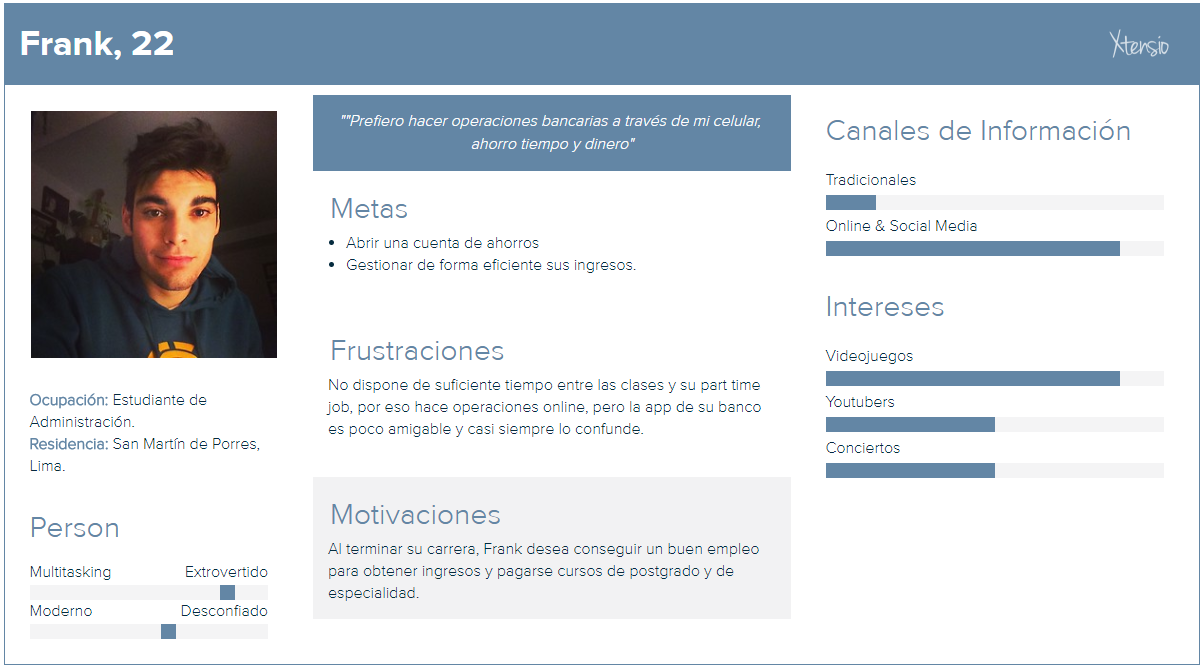 Frank, 22
Xtensio
Ocupación: Estudiante de
Administración.
Residencia: San Martín de Porres,
Lima.
Person
Multitasking Extrovertido
Moderno Desconfiado
""Prefiero hacer operaciones bancarias a través de mi celular,
ahorro tiempo y dinero"
Metas
• Abrir una cuenta de ahorros
• Gestionar de forma eficiente sus ingresos.
Frustraciones
No dispone de suficiente tiempo entre las clases y su part time
job, por eso hace operaciones online, pero la app de su banco
es poco amigable y casi siempre lo confunde.
Motivaciones
Al terminar su carrera, Frank desea conseguir un buen empleo
para obtener ingresos y pagarse cursos de postgrado y de
especialidad.
Canales de Información
Tradicionales
Online & Social Media
Intereses
Videojuegos
Youtubers
Conciertos